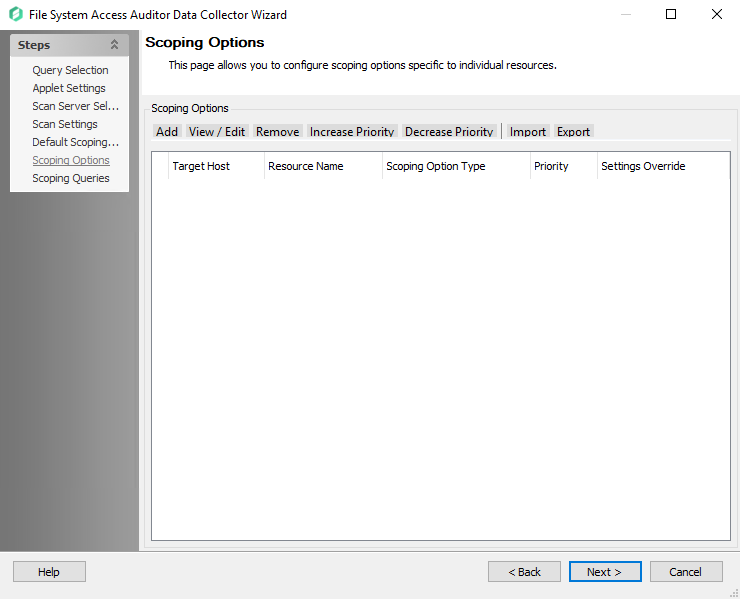 File System Access Auditor Data Collector Wizard
Steps
Query Selection
Applet Settings
Scan Server Sel...
Scan Settings
Default Scoping...
Scoping Options
Scoping Queries
Scoping Options
This page allows you to configure scoping options specific to individual resources.
Scoping Options
Add View / Edit Remove Increase Priority Decrease Priority Import Export
Target Host Resource Name Scoping Option Type Priority Settings Override
Help < Back Next > Cancel